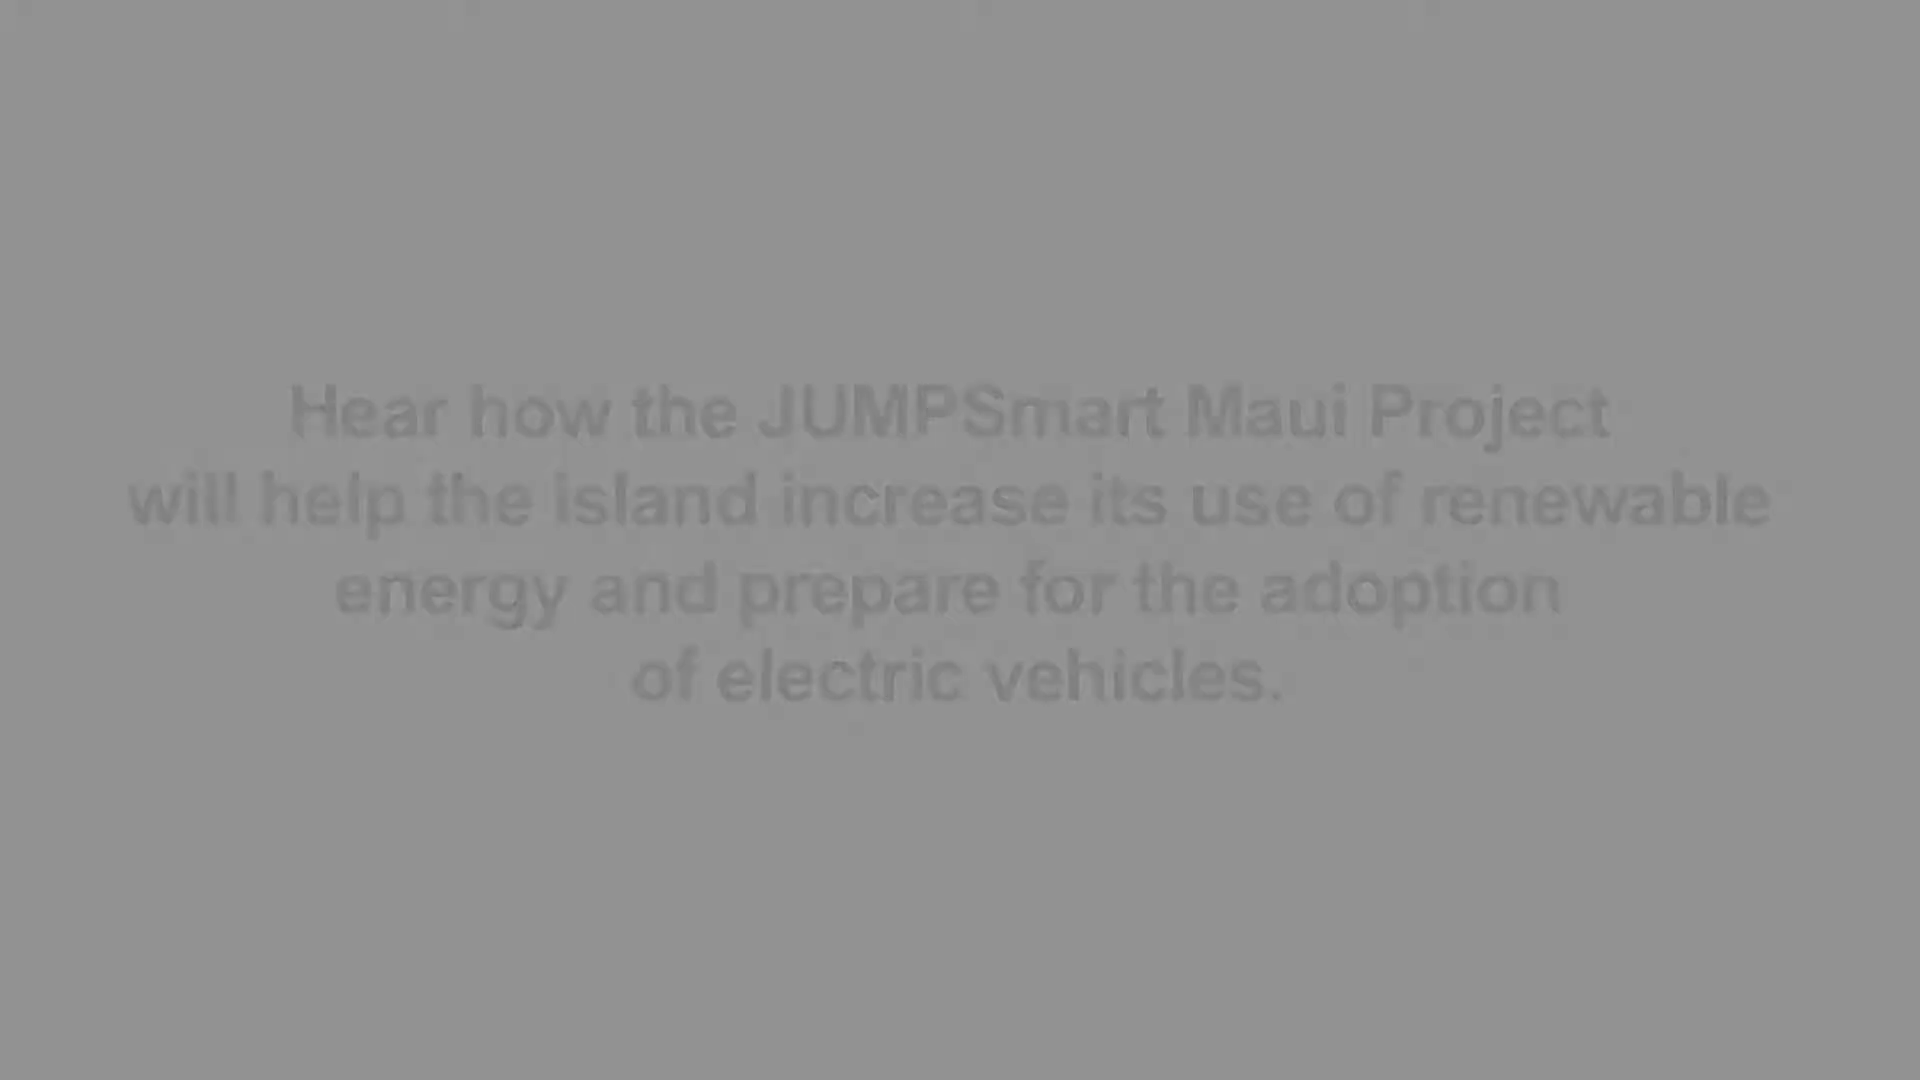 Hear how the JUMPSmart Maui Project
will help the island increase its use of renewable
energy and prepare for the adoption
of electric vehicles.